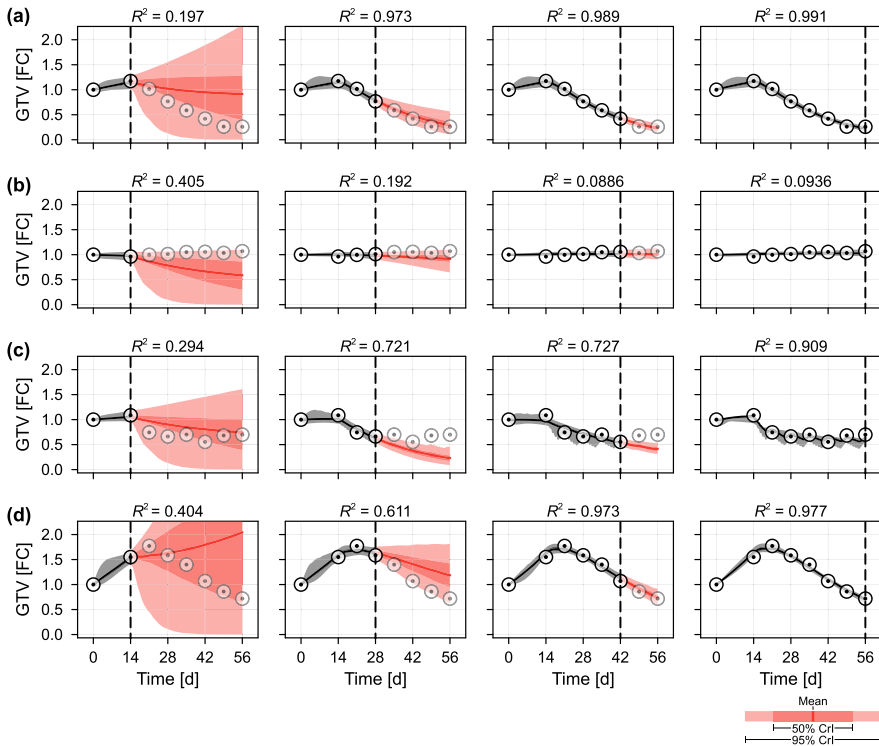 (a)
R² = 0.197
R² = 0.973
R² = 0.989
R² = 0.991
GTV [FC]
2.0
1.5
1.0
0.5
0.0
(b)
R² = 0.405
R² = 0.192
R² = 0.0886
R² = 0.0936
GTV [FC]
2.0
1.5
1.0
0.5
0.0
(c)
R² = 0.294
R² = 0.721
R² = 0.727
R² = 0.909
GTV [FC]
2.0
1.5
1.0
0.5
0.0
(d)
R² = 0.404
R² = 0.611
R² = 0.973
R² = 0.977
GTV [FC]
2.0
1.5
1.0
0.5
0.0
0 14 28 42 56
0 14 28 42 56
0 14 28 42 56
0 14 28 42 56
Time [d]
Time [d]
Time [d]
Time [d]
Mean
50% CrI
95% CrI